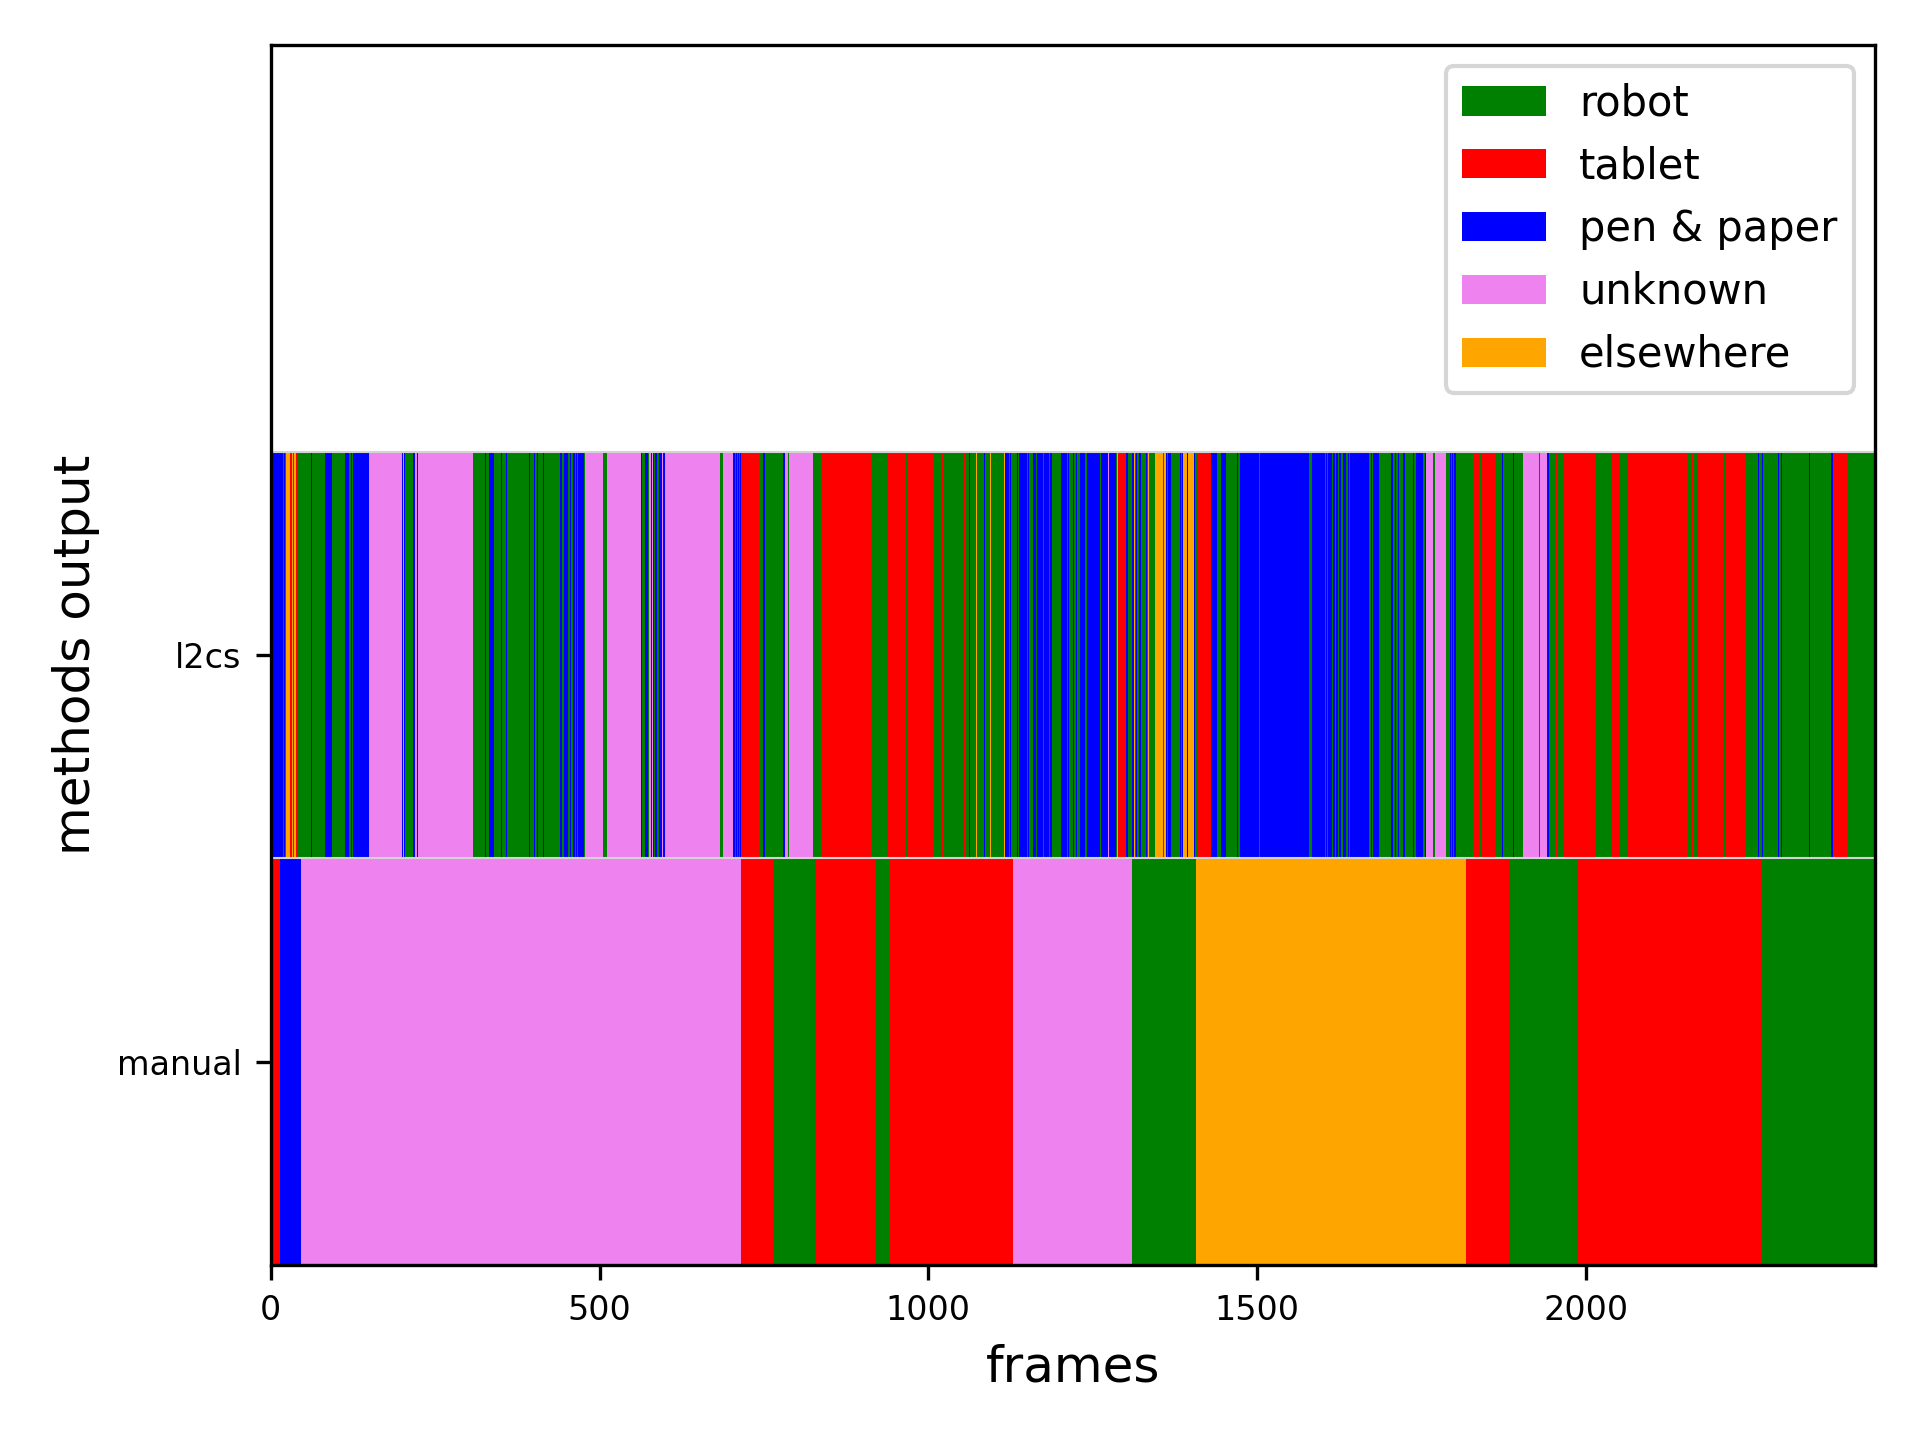 robot
tablet
pen & paper
unknown
elsewhere
methods output
l2cs
manual
0
500
1000
1500
2000
frames